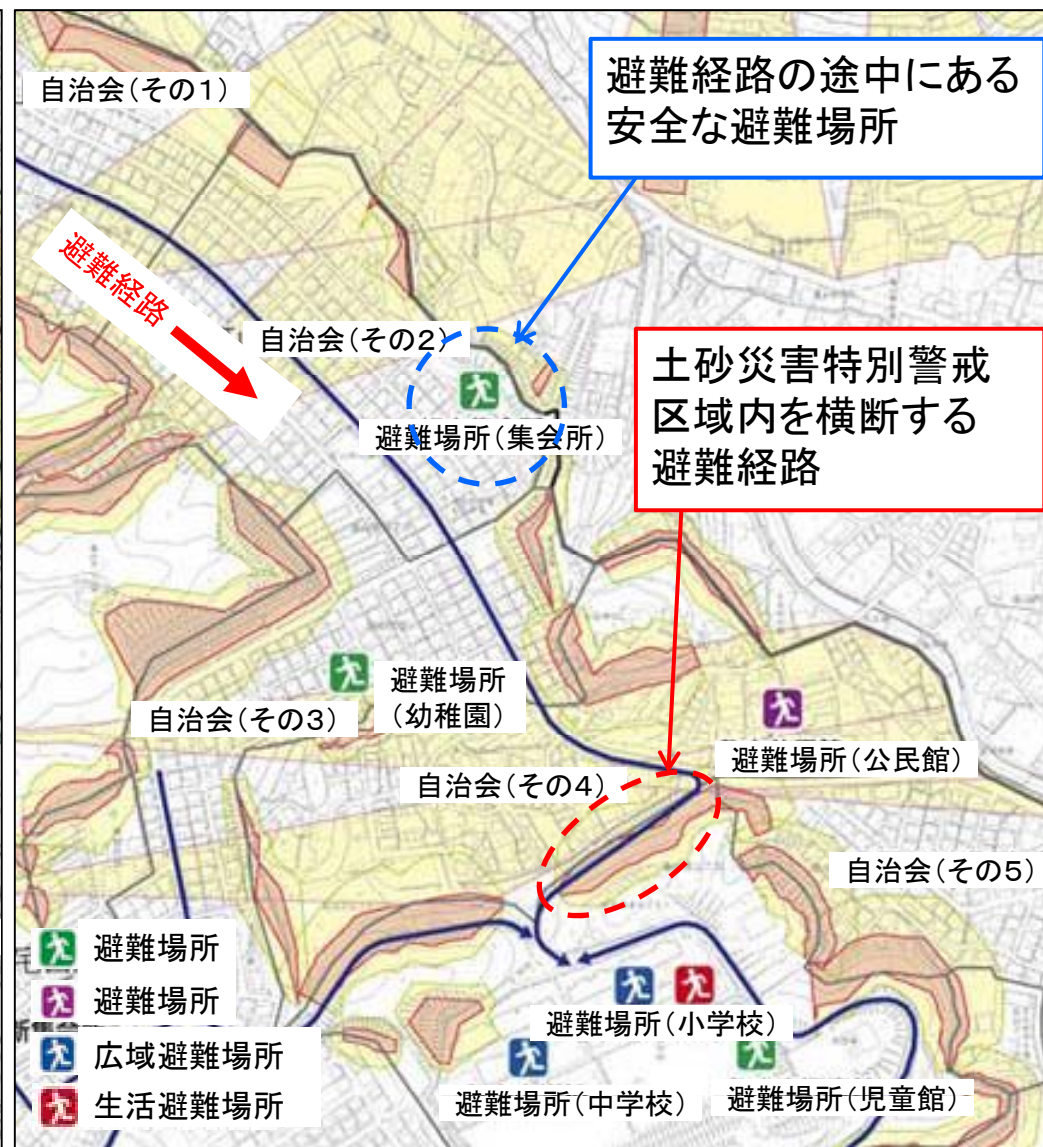 自治会(その1)
避難経路の途中にある
安全な避難場所
避難経路
自治会(その2)
避難場所(集会所)
土砂災害特別警戒
区域内を横断する
避難経路
避難場所
(幼稚園)
自治会(その3)
避難場所(公民館)
自治会(その4)
自治会(その5)
避難場所
避難場所
広域避難場所
生活避難場所
避難場所(小学校)
避難場所(中学校)
避難場所(児童館)